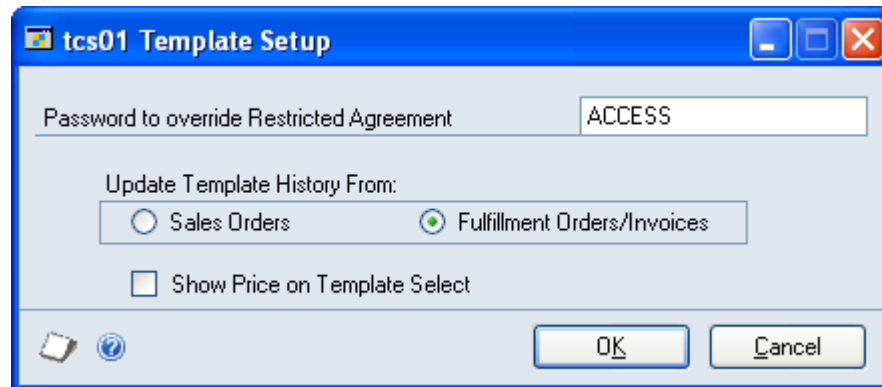 tcs01 Template Setup
Password to override Restricted Agreement ACCESS
Update Template History From:
Sales Orders Fulfillment Orders/Invoices
Show Price on Template Select
OK Cancel